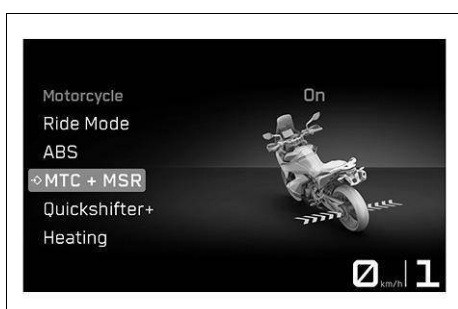 Motorcycle
On
Ride Mode
ABS
MTC + MSR
Quickshifter+
Heating
0 km/h 1